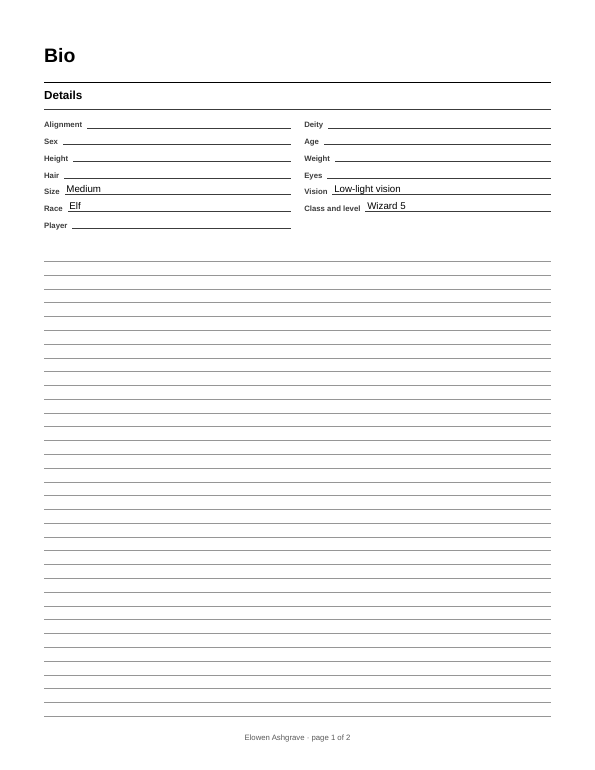 Bio
Details
Alignment Deity
Sex Age
Height Weight
Hair Eyes
Size Medium Vision Low-light vision
Race Elf Class and level Wizard 5
Player
Elowen Ashgrave - page 1 of 2